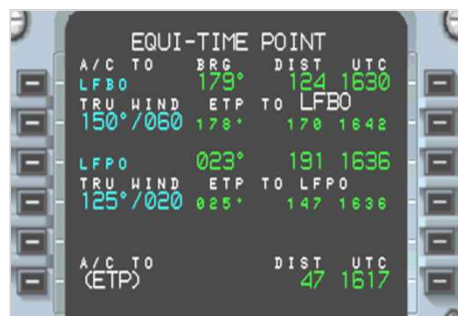 EQUI-TIME POINT
A/C TO BRG DIST UTC
LFBO 179° 124 1630
TRU WIND ETP TO LFBO
150°/060 178° 170 1642
LFPO 023° 191 1636
TRU WIND ETP TO LFPO
125°/020 025° 147 1636
A/C TO DIST UTC
(ETP) 47 1617